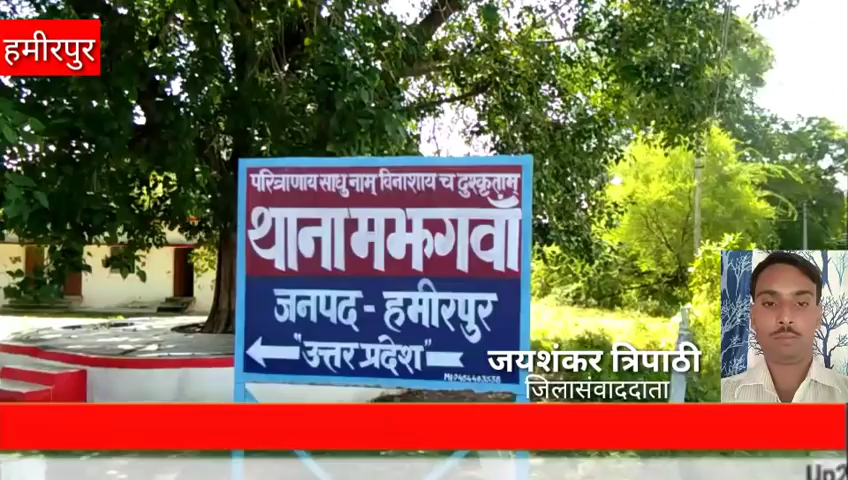 हमीरपुर
परित्राणाय साधुनाम् विनाशाय च दुश्कृताम्
थाना मझगवाँ
जनपद - हमीरपुर
"उत्तर प्रदेश"
जयशंकर त्रिपाठी
जिलासंवाददाता